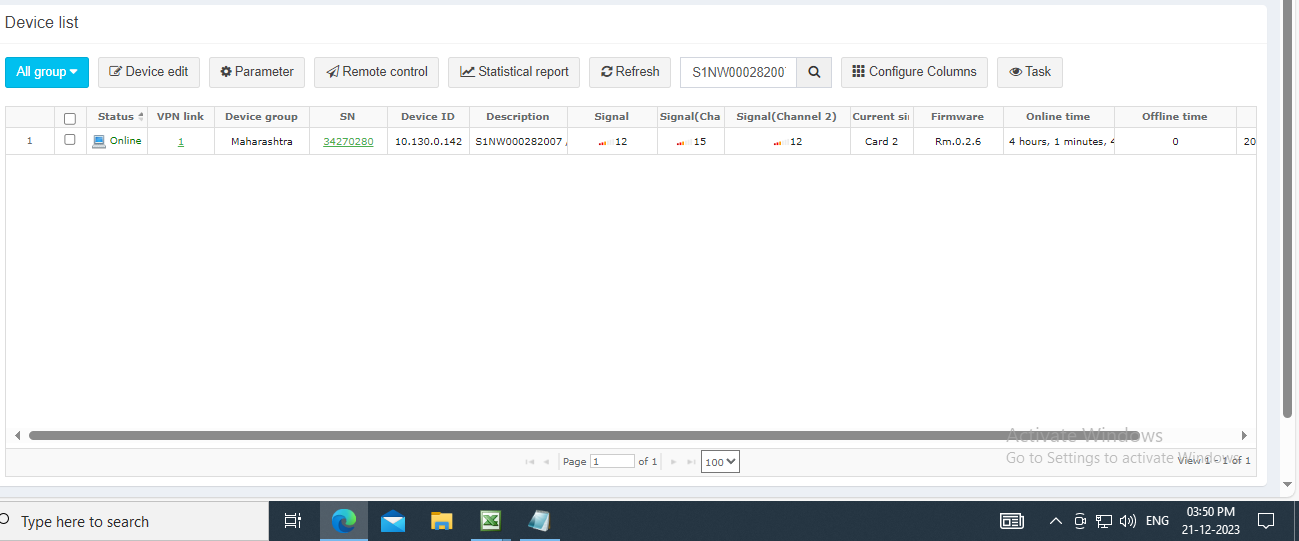 Device list
All group Device edit Parameter Remote control Statistical report Refresh S1NW00028200 Configure Columns Task
Status VPN link Device group SN Device ID Description Signal Signal(Cha Signal(Channel 2) Current si Firmware Online time Offline time
1 Online 1 Maharashtra 34270280 10.130.0.142 S1NW000282007 12 15 12 Card 2 Rm.0.2.6 4 hours, 1 minutes, 4 0 20
Activate Windows
Go to Settings to activate Windows.
Page 1 of 1 100 View 1 - 1 of 1
Type here to search ENG 03:50 PM
21-12-2023